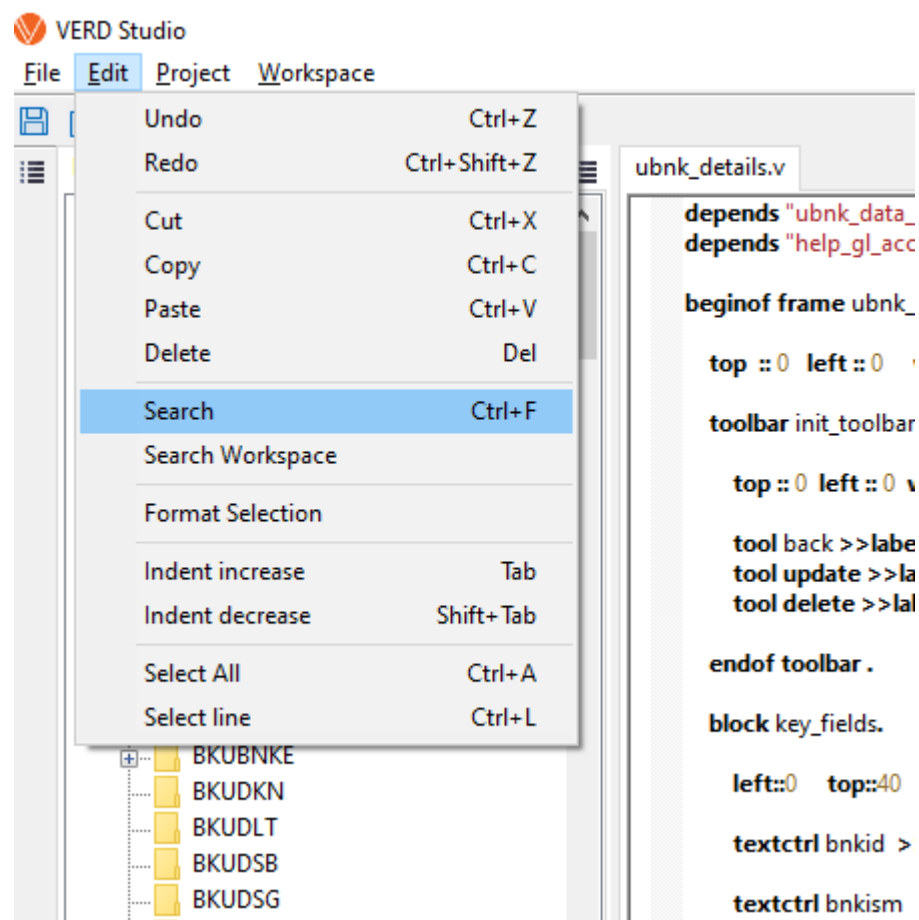 VERD Studio
File Edit Project Workspace
Undo Ctrl+Z
Redo Ctrl+Shift+Z
Cut Ctrl+X
Copy Ctrl+C
Paste Ctrl+V
Delete Del
Search Ctrl+F
Search Workspace
Format Selection
Indent increase Tab
Indent decrease Shift+Tab
Select All Ctrl+A
Select line Ctrl+L
BKUBNKE
BKUDKN
BKUDLT
BKUDSB
BKUDSG
ubnk_details.v
depends "ubnk_data_
depends "help_gl_acc
beginof frame ubnk_
top :: 0 left :: 0
toolbar init_toolbar
top :: 0 left :: 0
tool back >>labe
tool update >>la
tool delete >>lal
endof toolbar .
block key_fields.
left::0 top::40
textctrl bnkid >
textctrl bnkism